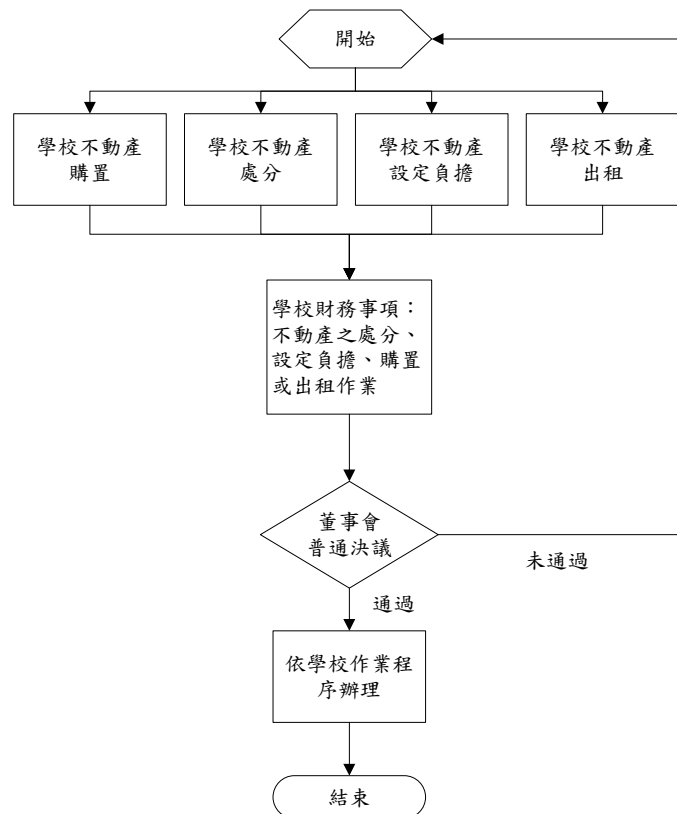 開始
學校不動產
購置
學校不動產
處分
學校不動產
設定負擔
學校不動產
出租
學校財務事項：
不動產之處分、
設定負擔、購置
或出租作業
董事會
普通決議
未通過
通過
依學校作業程
序辦理
結束